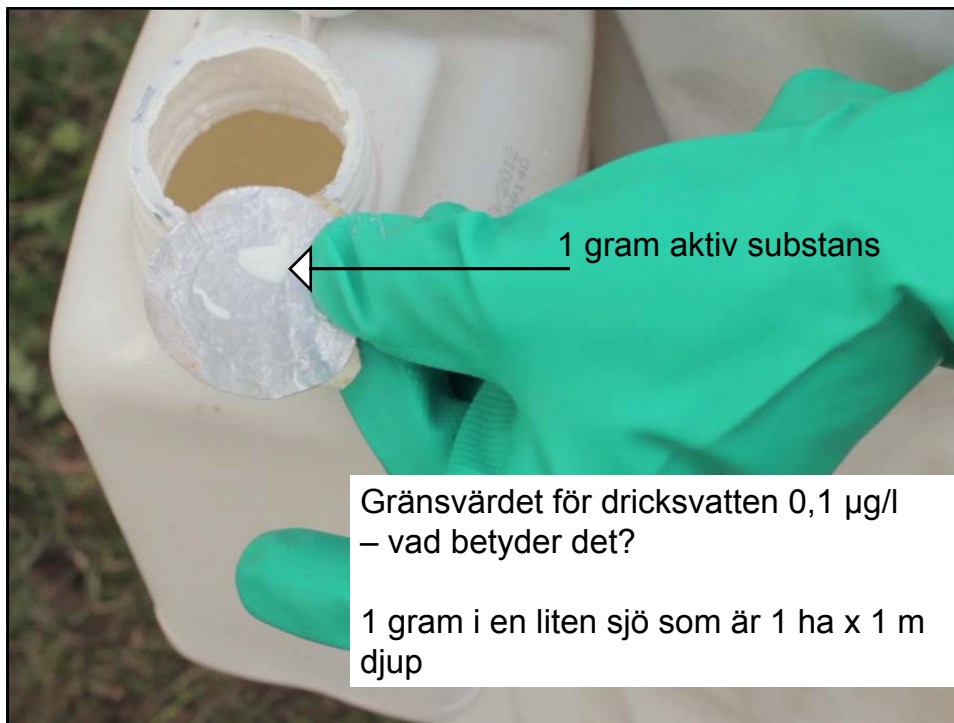 1 gram aktiv substans
Gränsvärdet för dricksvatten 0,1 µg/l
– vad betyder det?
1 gram i en liten sjö som är 1 ha x 1 m
djup